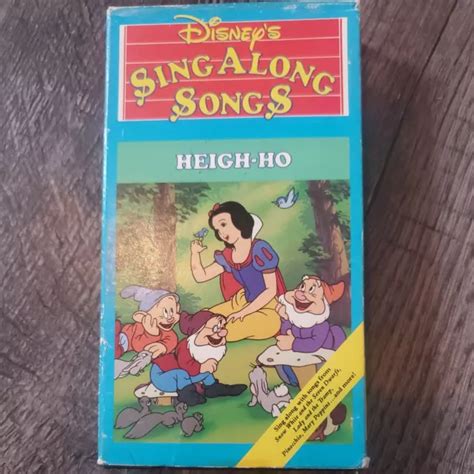 DISNEY'S
SING ALONG
SONGS
HEIGH-HO
Sing along with songs from
Snow White and the Seven Dwarfs,
Lady and the Tramp,
Pinocchio, Mary Poppins...and more!